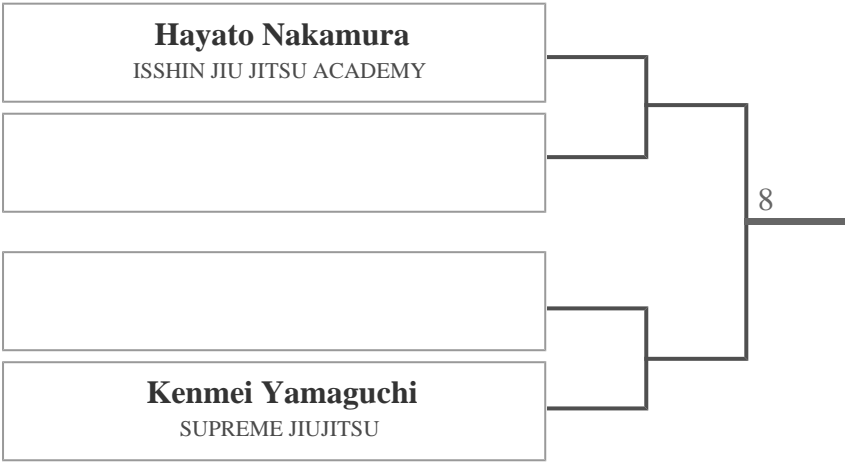 Hayato Nakamura
ISSHIN JIU JITSU ACADEMY
8
Kenmei Yamaguchi
SUPREME JIUJITSU